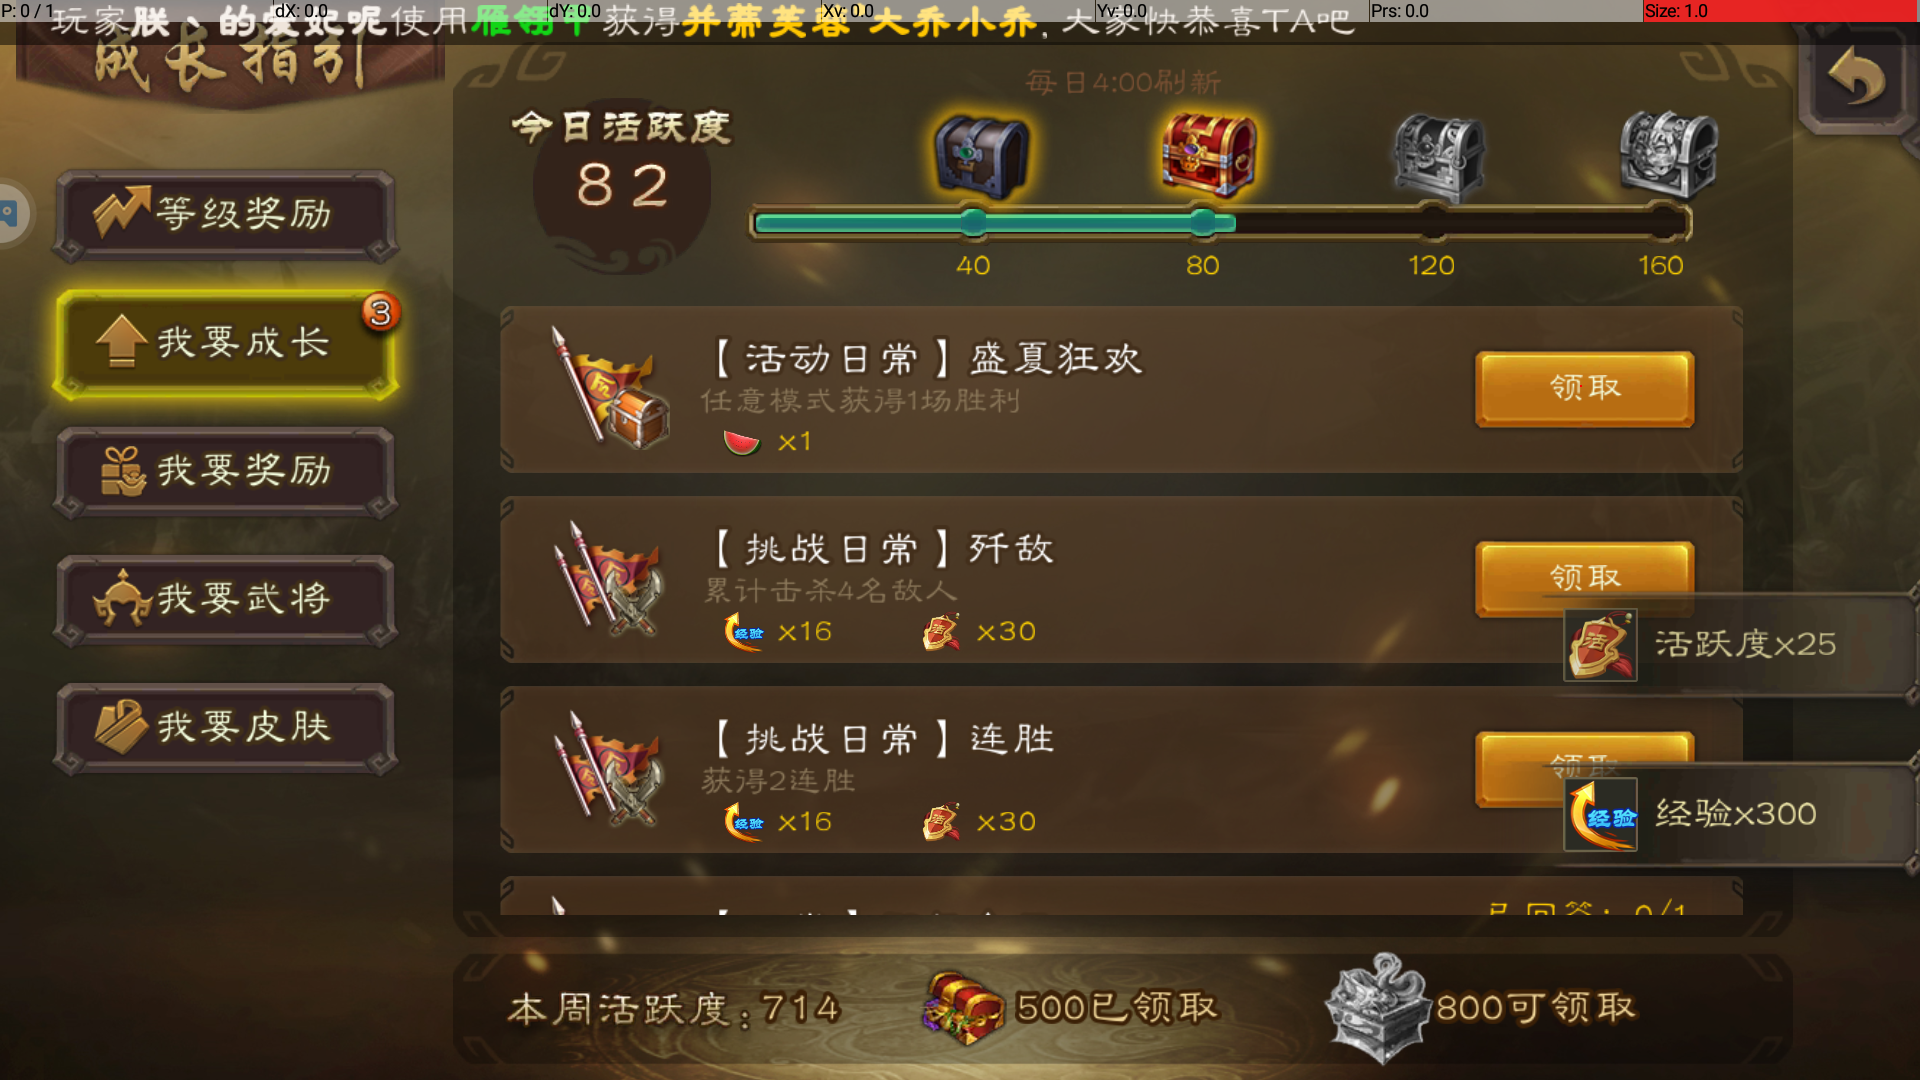 P: 0 / 1
dX: 0.0
dY: 0.0
Xv: 0.0
Yv: 0.0
Prs: 0.0
Size: 1.0
玩家朕丶的爱妃呢使用雁翎甲获得并蒂芙蓉 大乔小乔,大家快恭喜TA吧
成长指引
每日4:00刷新
今日活跃度
82
40
80
120
160
等级奖励
我要成长
3
我要奖励
我要武将
我要皮肤
【活动日常】盛夏狂欢
任意模式获得1场胜利
x1
领取
【挑战日常】歼敌
累计击杀4名敌人
经验 x16
活 x30
领取
活 活跃度x25
【挑战日常】连胜
获得2连胜
经验 x16
活 x30
领取
经验 经验x300
0/1
本周活跃度:714
500已领取
800可领取